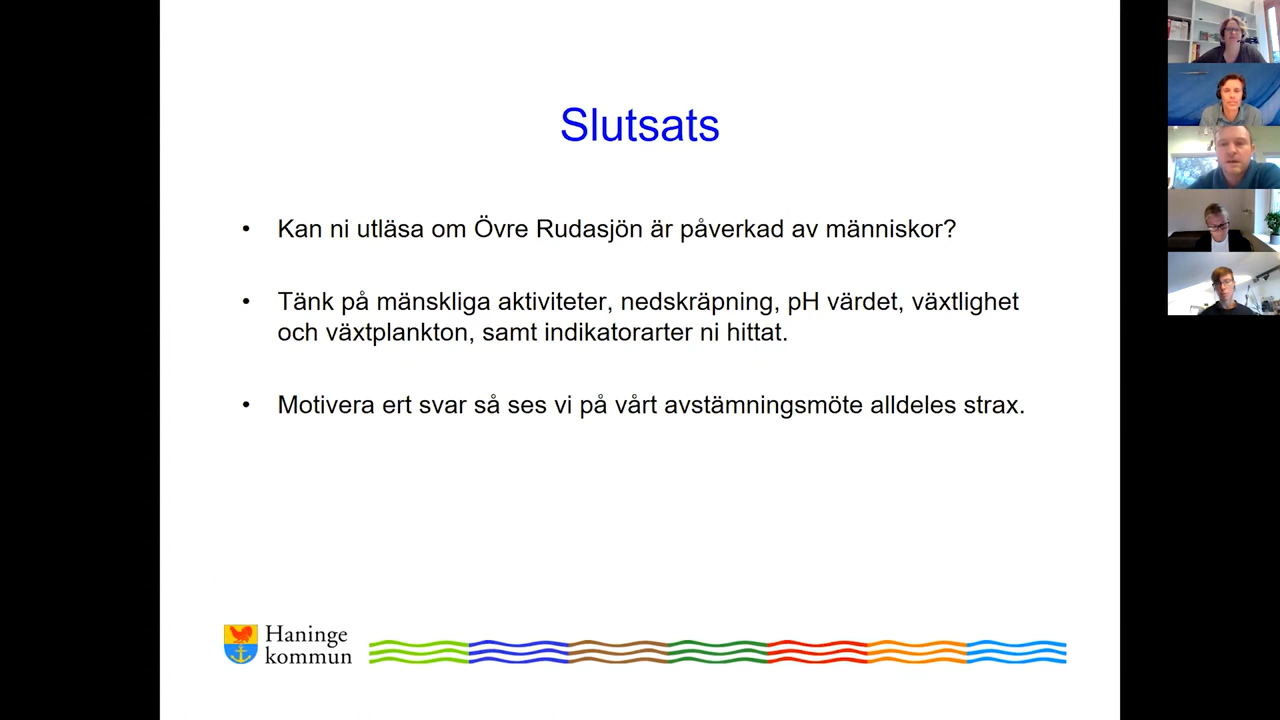 Slutsats
• Kan ni utläsa om Övre Rudasjön är påverkad av människor?
• Tänk på mänskliga aktiviteter, nedskräpning, pH värdet, växtlighet
och växtplankton, samt indikatorarter ni hittat.
• Motivera ert svar så ses vi på vårt avstämningsmöte alldeles strax.
Haninge
kommun